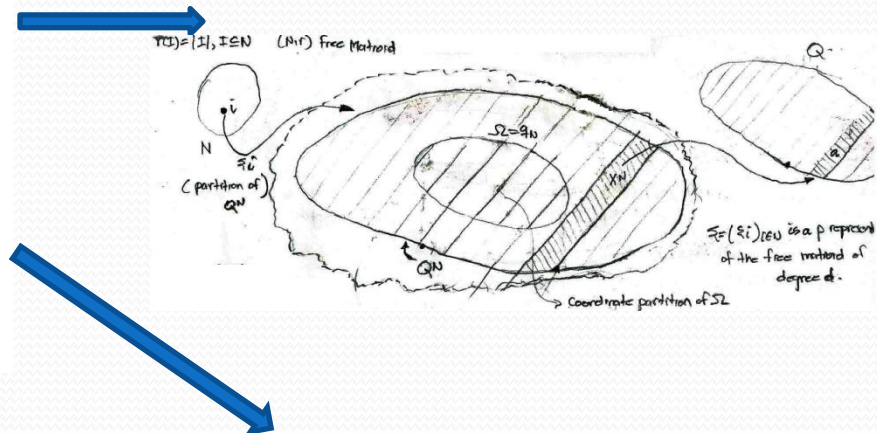 r(I)=|I|, I⊆N (N,r) free Matroid
Q
i
N
ξi
(partition of)
Q^N
Ω=q_N
X_N
Q^N
ξ=(ξi)i∈N is a p represent
of the free matroid of
degree d.
Coordinate partition of Ω